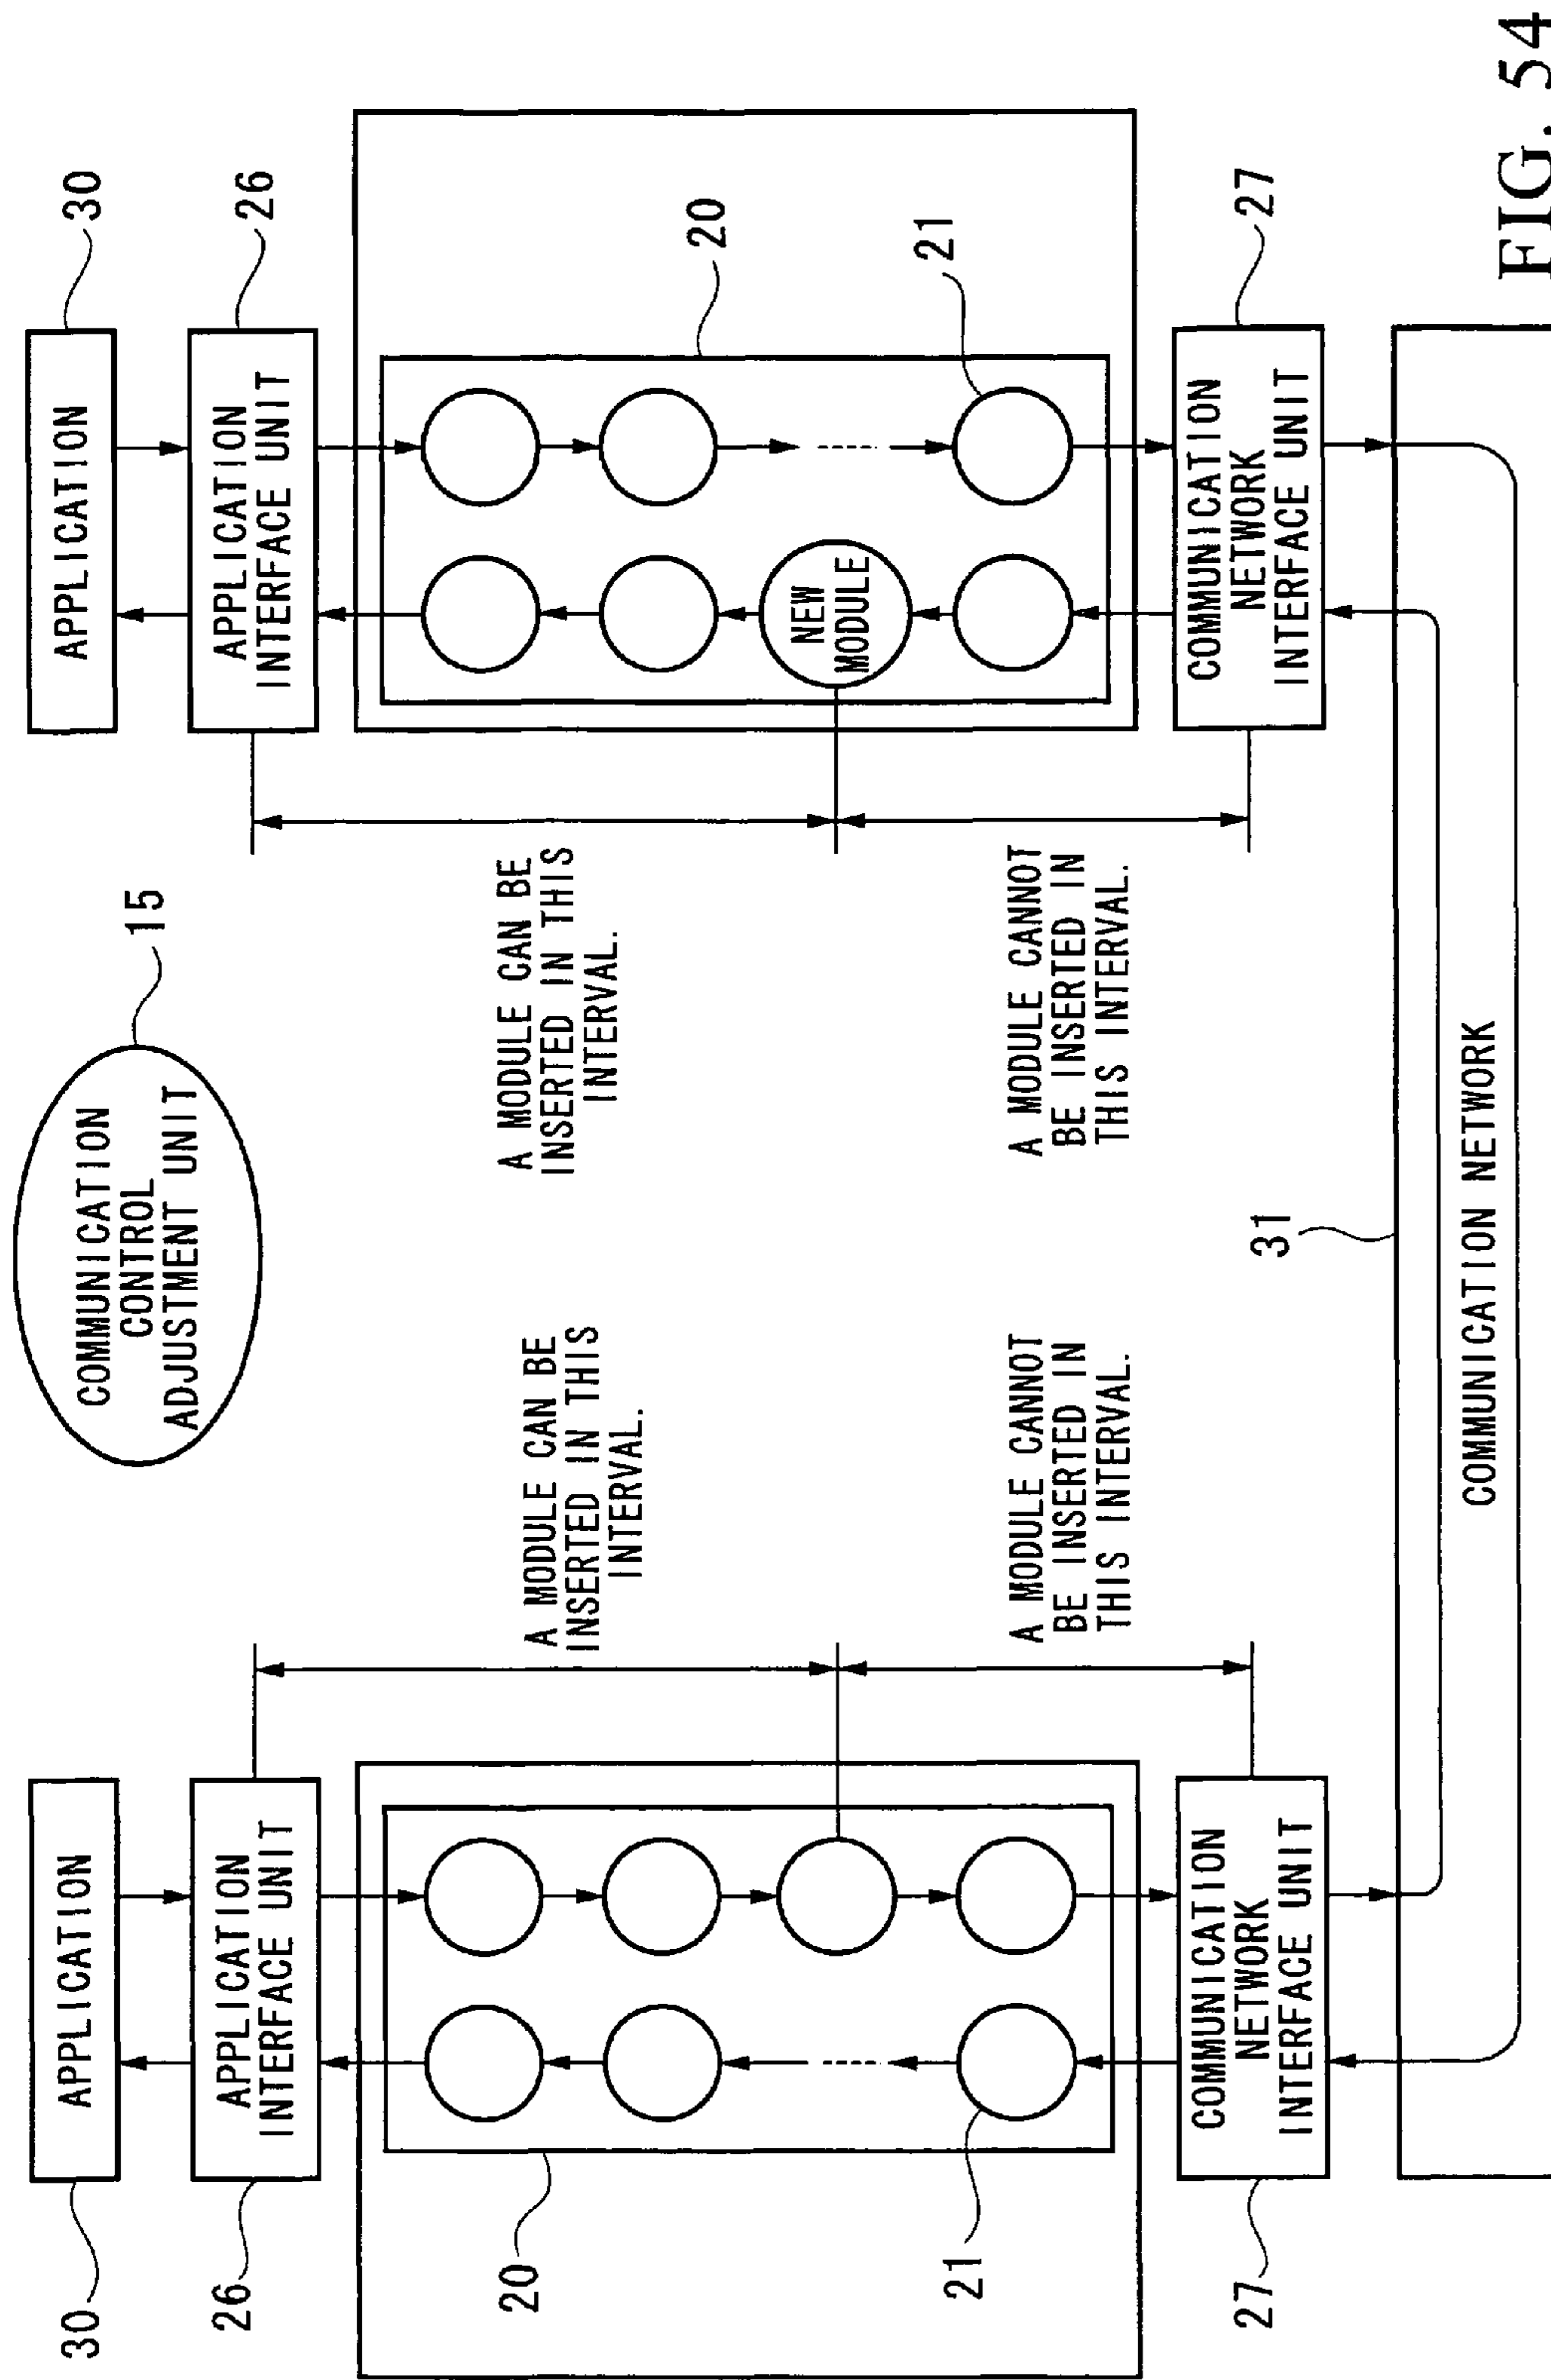 COMMUNICATION
CONTROL
ADJUSTMENT UNIT
15
30
APPLICATION
APPLICATION
30
26
APPLICATION
INTERFACE UNIT
APPLICATION
INTERFACE UNIT
26
A MODULE CAN BE
INSERTED IN THIS
INTERVAL.
A MODULE CAN BE
INSERTED IN THIS
INTERVAL.
20
20
NEW
MODULE
21
21
A MODULE CANNOT
BE INSERTED IN
THIS INTERVAL.
A MODULE CANNOT
BE INSERTED IN
THIS INTERVAL.
27
COMMUNICATION
NETWORK
INTERFACE UNIT
31
COMMUNICATION
NETWORK
INTERFACE UNIT
27
COMMUNICATION NETWORK
FIG. 54